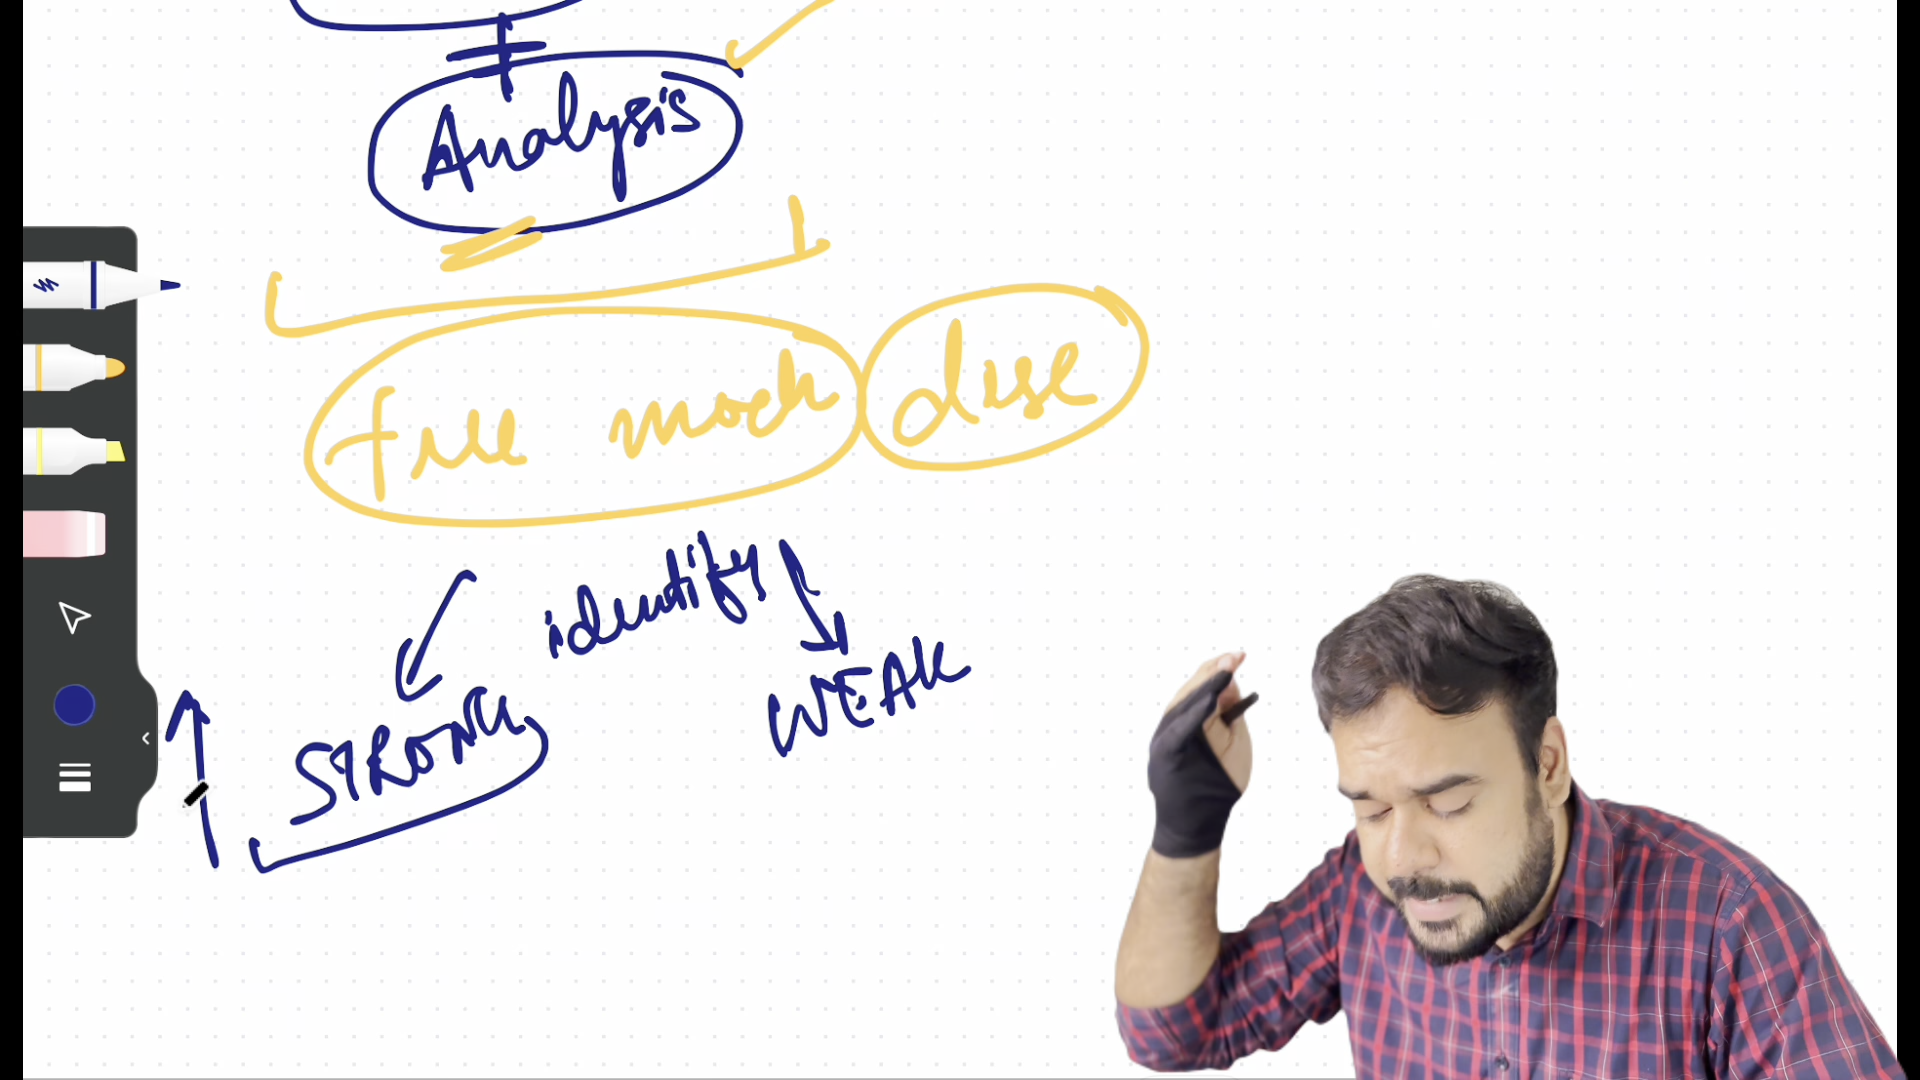 Analysis
free mock disc
identify
STRONG
WEAK